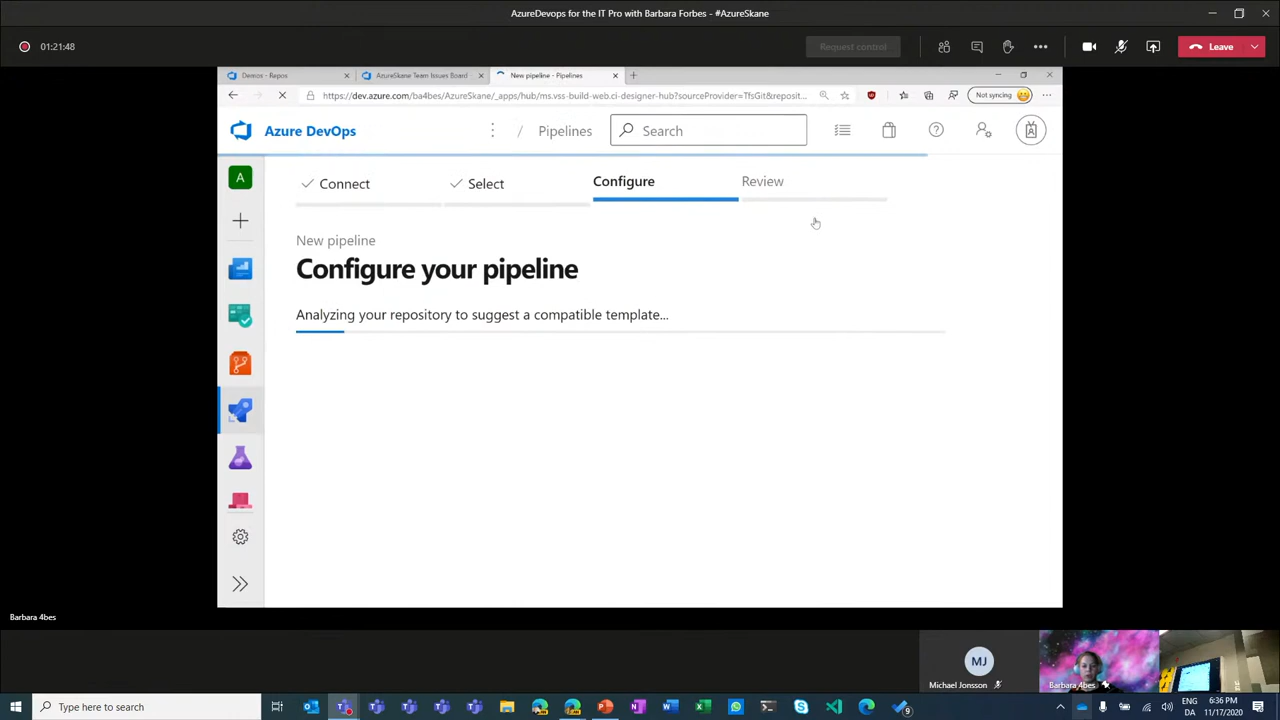 AzureDevops for the IT Pro with Barbara Forbes - #AzureSkane
01:21:48
Request control
Leave
Demos - Repos
AzureSkane Team Issues Board
New pipeline - Pipelines
https://dev.azure.com/ba4bes/AzureSkane/_apps/hub/ms.vss-build-web.ci-designer-hub?sourceProvider=TfsGit&reposit...
Not syncing
Azure DevOps
/
Pipelines
Search
A
Connect
Select
Configure
Review
New pipeline
Configure your pipeline
Analyzing your repository to suggest a compatible template...
Barbara 4bes
MJ
Michael Jonsson
Barbara 4bes
Type here to search
9
ENG
DA
6:36 PM
11/17/2020